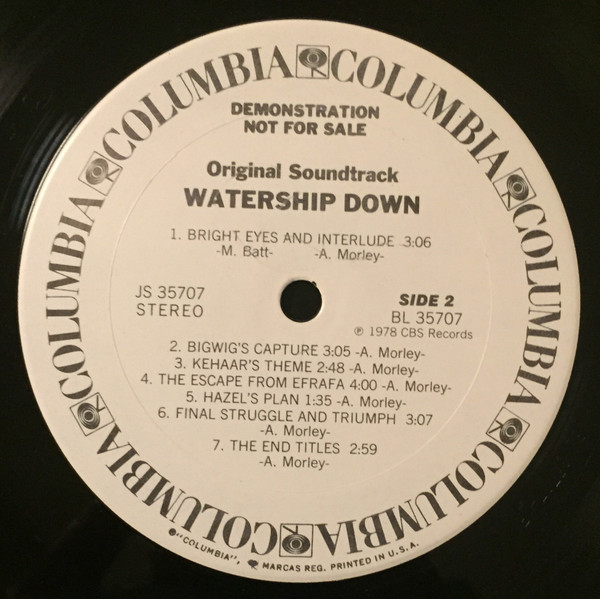 COLUMBIA COLUMBIA COLUMBIA COLUMBIA COLUMBIA COLUMBIA COLUMBIA
DEMONSTRATION
NOT FOR SALE
Original Soundtrack
WATERSHIP DOWN
1. BRIGHT EYES AND INTERLUDE 3:06
-M. Batt- -A. Morley-
JS 35707 SIDE 2
STEREO BL 35707
℗ 1978 CBS Records
2. BIGWIG'S CAPTURE 3:05 -A. Morley-
3. KEHAAR'S THEME 2:48 -A. Morley-
4. THE ESCAPE FROM EFRAFA 4:00 -A. Morley-
5. HAZEL'S PLAN 1:35 -A. Morley-
6. FINAL STRUGGLE AND TRIUMPH 3:07
-A. Morley-
7. THE END TITLES 2:59
-A. Morley-
"COLUMBIA", MARCAS REG. PRINTED IN U.S.A.